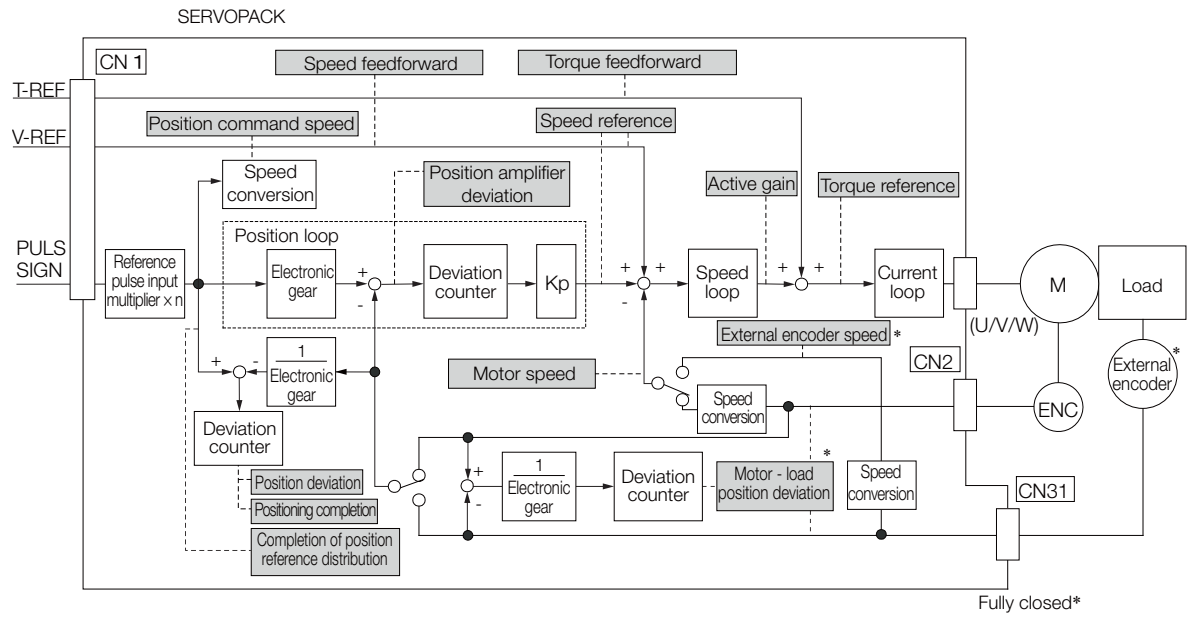 SERVOPACK
CN 1
Speed feedforward
Torque feedforward
T-REF
Position command speed
Speed reference
V-REF
Speed
conversion
Position amplifier
deviation
Active gain
Torque reference
PULS
SIGN
Position loop
Reference
pulse input
multiplier × n
Electronic
gear
+
-
Deviation
counter
Kp
+
+
-
+
Speed
loop
+
+
+
Current
loop
M
Load
(U/V/W)
External encoder speed *
CN2
External
encoder
*
+
-
1
Electronic
gear
Motor speed
Speed
conversion
ENC
Deviation
counter
Position deviation
Positioning completion
Completion of position
reference distribution
+
-
1
Electronic
gear
Deviation
counter
*
Motor - load
position deviation
Speed
conversion
CN31
Fully closed*